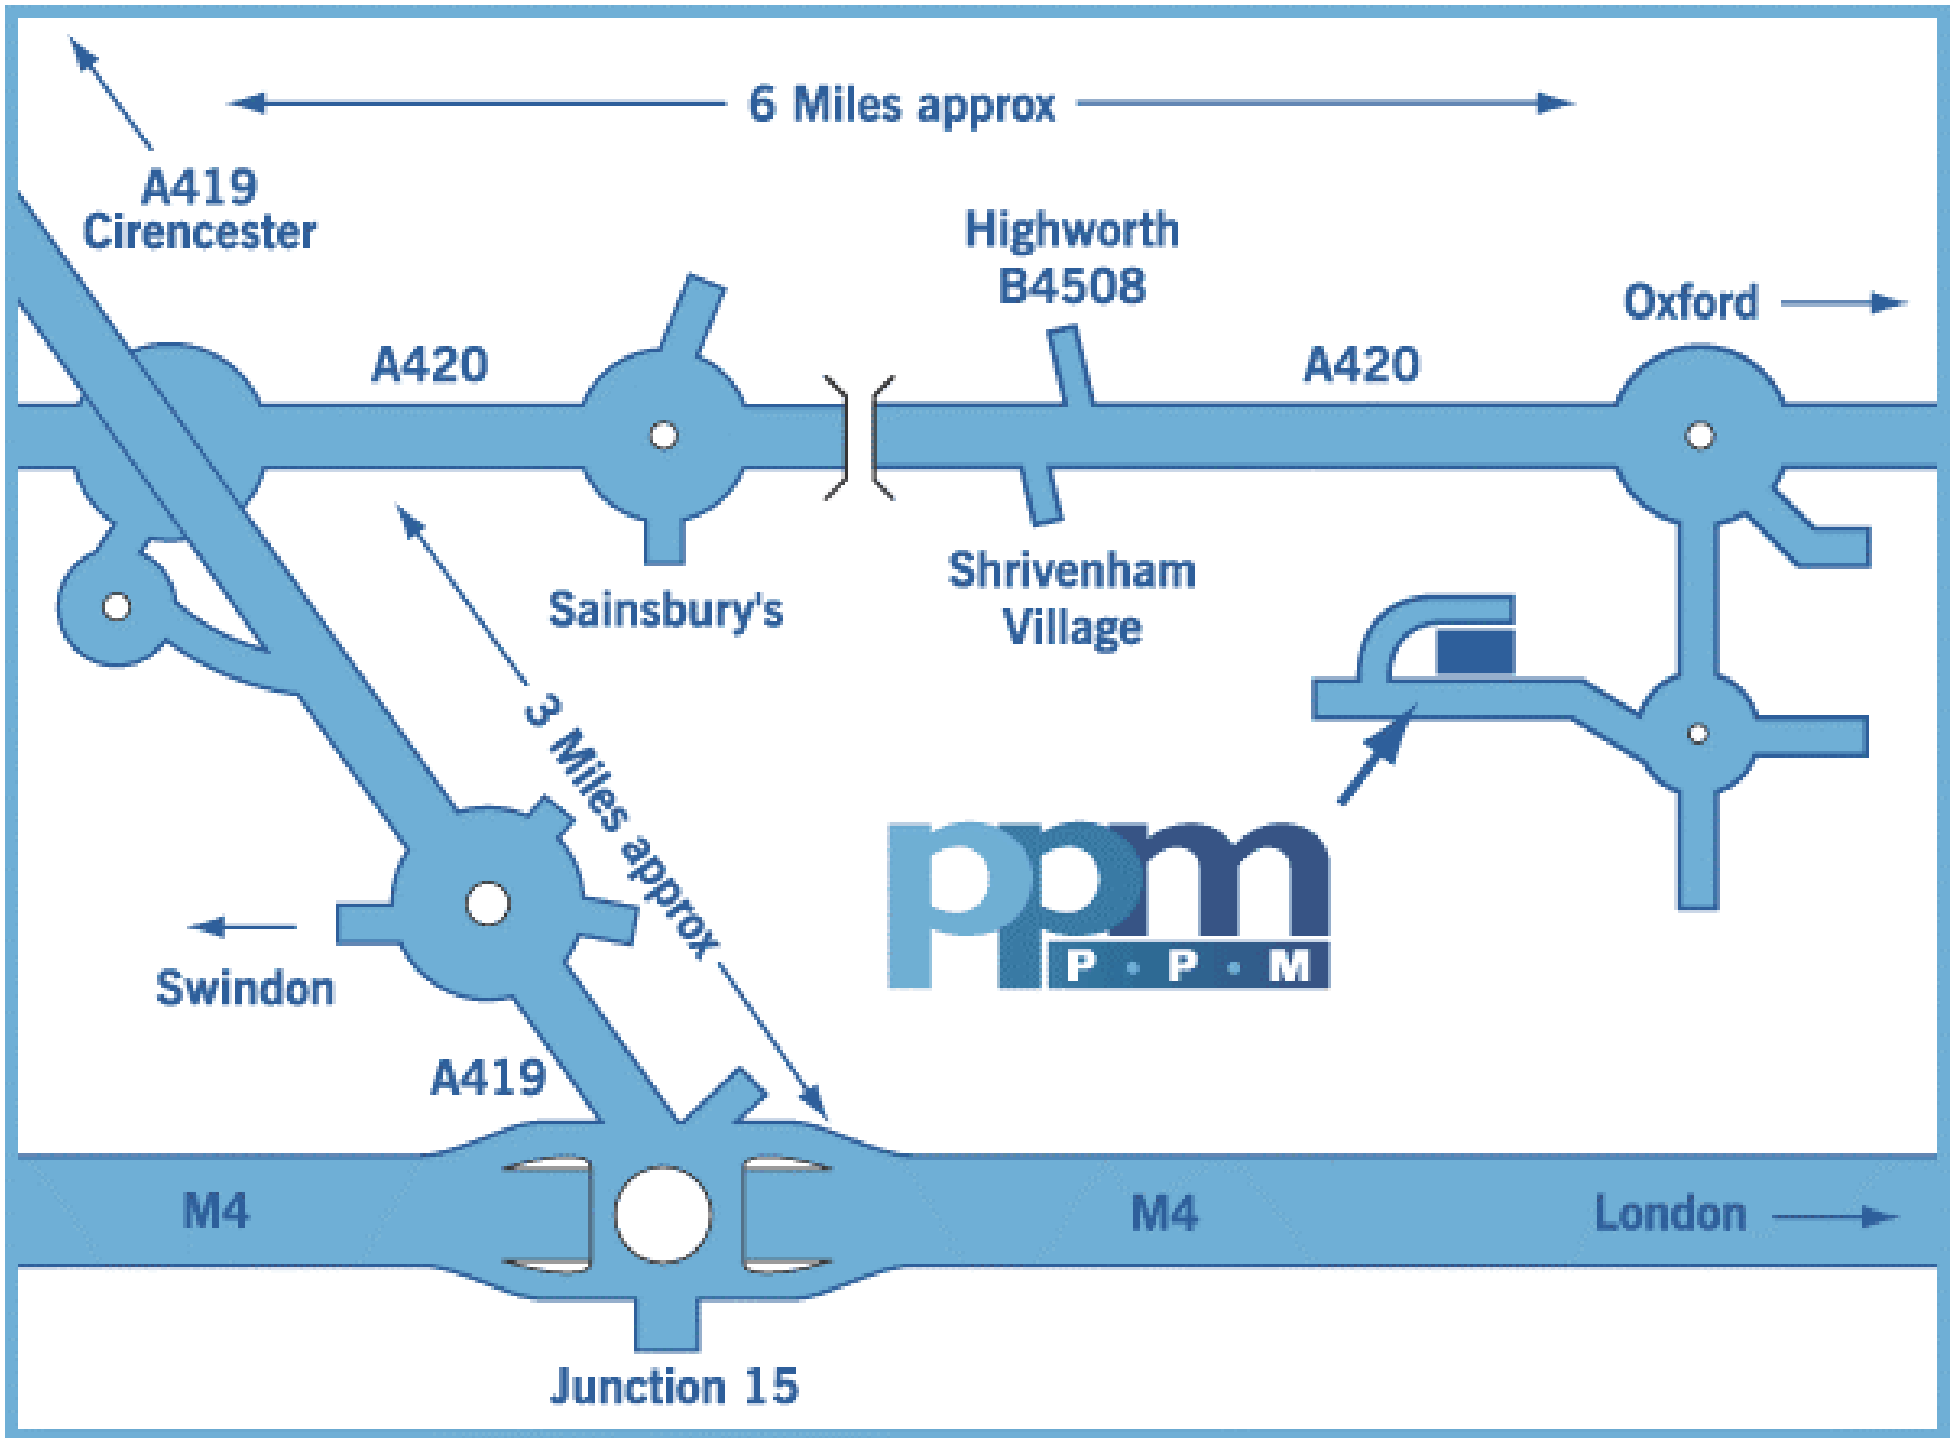 6 Miles approx
A419
Cirencester
Highworth
B4508
Oxford
A420
A420
Sainsbury's
Shrivenham
Village
3 Miles approx
ppm
P · P · M
Swindon
A419
M4
M4
London
Junction 15